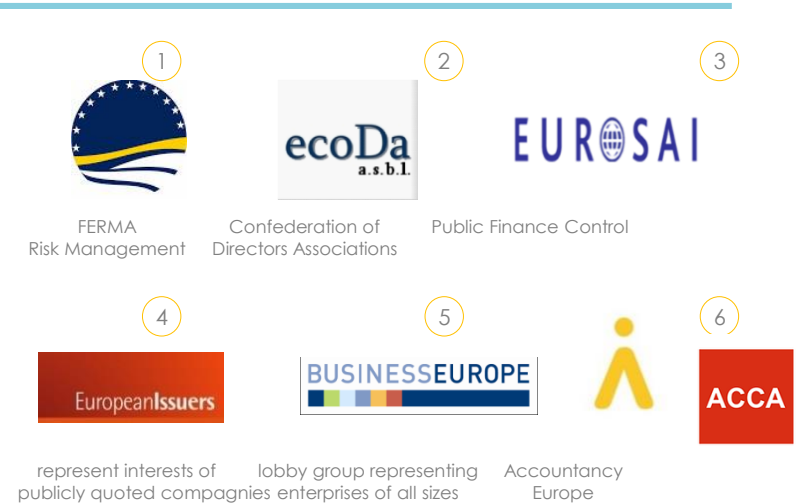 1
2
3
ecoDa
a.s.b.l.
EUROSAI
FERMA
Risk Management
Confederation of
Directors Associations
Public Finance Control
4
5
6
EuropeanIssuers
BUSINESSEUROPE
ACCA
represent interests of
publicly quoted compagnies
lobby group representing
enterprises of all sizes
Accountancy
Europe